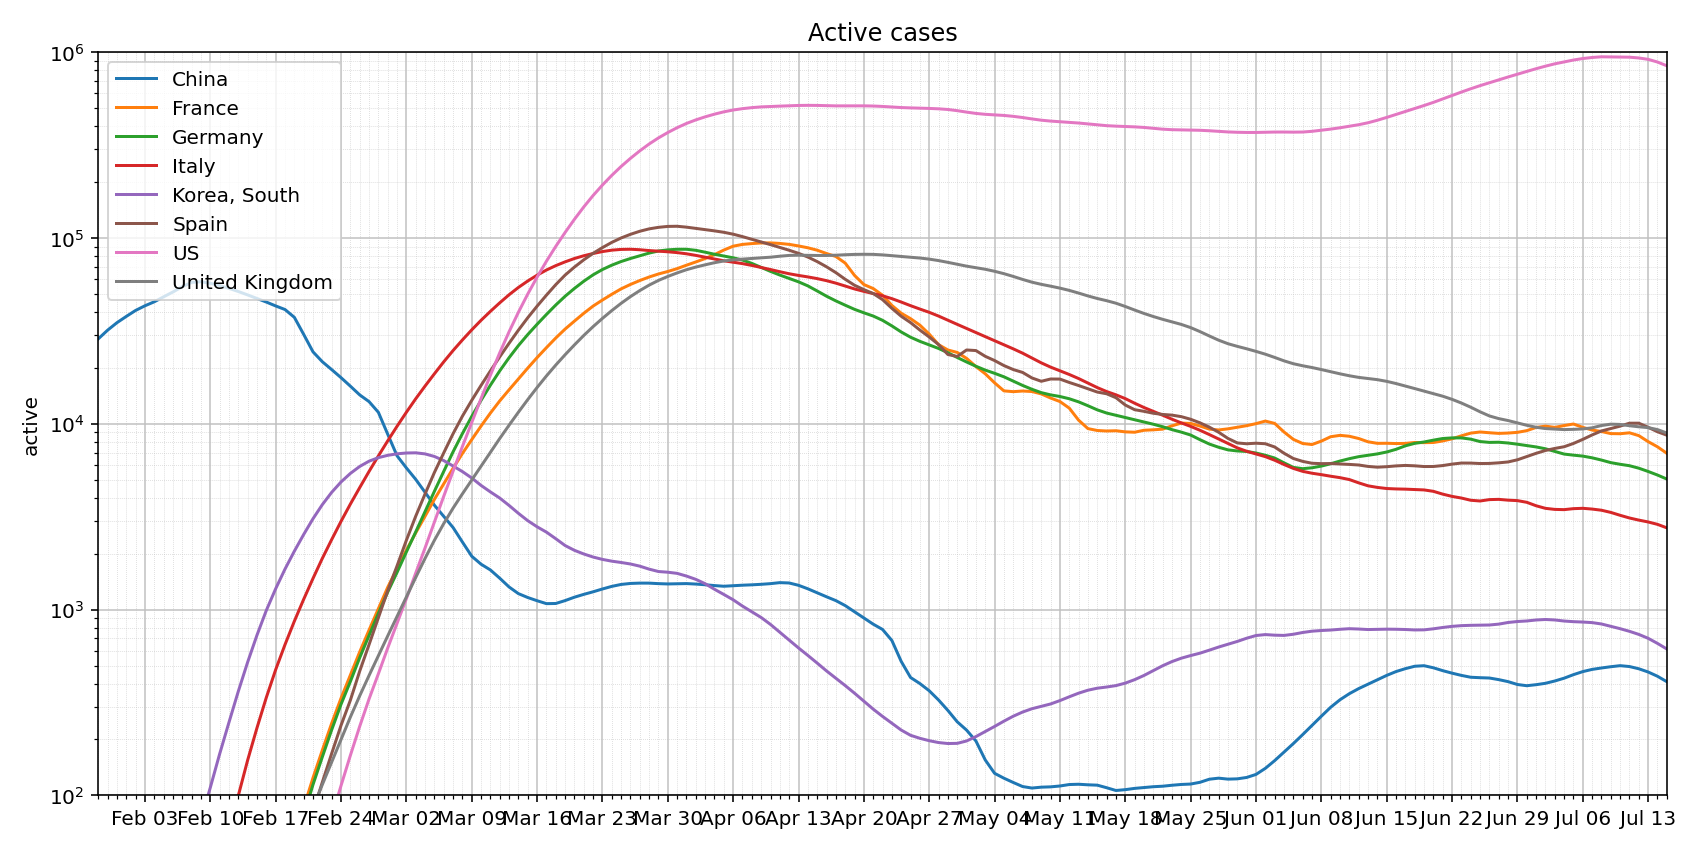 Active cases
10^6
10^5
10^4
10^3
10^2
active
China
France
Germany
Italy
Korea, South
Spain
US
United Kingdom
Feb 03 Feb 10 Feb 17 Feb 24 Mar 02 Mar 09 Mar 16 Mar 23 Mar 30 Apr 06 Apr 13 Apr 20 Apr 27 May 04 May 11 May 18 May 25 Jun 01 Jun 08 Jun 15 Jun 22 Jun 29 Jul 06 Jul 13